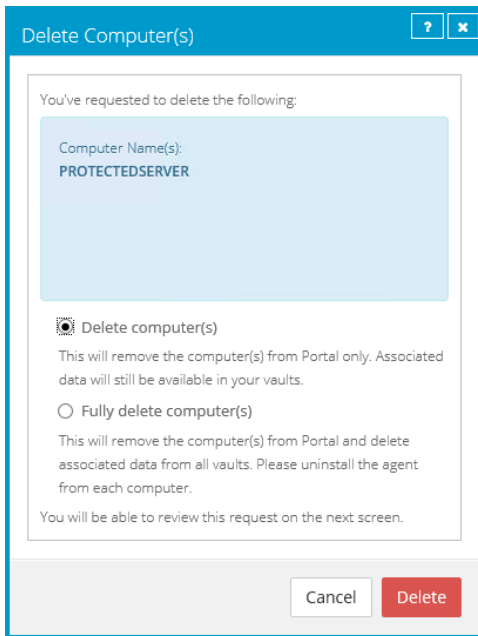 Delete Computer(s)
?
x
You've requested to delete the following:
Computer Name(s):
PROTECTEDSERVER
Delete computer(s)
This will remove the computer(s) from Portal only. Associated
data will still be available in your vaults.
Fully delete computer(s)
This will remove the computer(s) from Portal and delete
associated data from all vaults. Please uninstall the agent
from each computer.
You will be able to review this request on the next screen.
Cancel
Delete